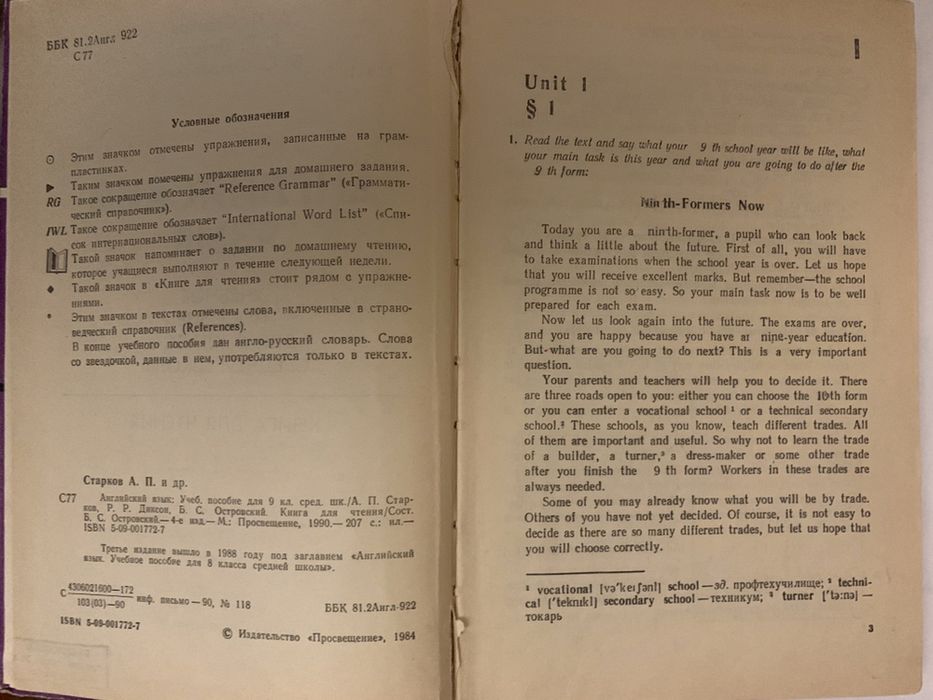 ББК 81.2Англ 922
С77
Условные обозначения
⊙ Этим значком отмечены упражнения, записанные на грам-
пластинках.
▶ Таким значком помечены упражнения для домашнего задания.
RG Такое сокращение обозначает "Reference Grammar" («Граммати-
ческий справочник»).
IWL Такое сокращение обозначает "International Word List" («Спи-
сок интернациональных слов»).
Такой значок напоминает о задании по домашнему чтению,
которое учащиеся выполняют в течение следующей недели.
◆ Такой значок в «Книге для чтения» стоит рядом с упражне-
ниями.
* Этим значком в текстах отмечены слова, включенные в страно-
ведческий справочник (References).
В конце учебного пособия дан англо-русский словарь. Слова
со звездочкой, данные в нем, употребляются только в текстах.
Старков А. П. и др.
С77 Английский язык: Учеб. пособие для 9 кл. сред. шк./А. П. Стар-
ков, Р. Р. Диксон, Б. С. Островский. Книга для чтения/Сост.
Б. С. Островский.—4-е изд.—М.: Просвещение, 1990.— 207 с.: ил.—
ISBN 5-09-001772-7
Третье издание вышло в 1988 году под заглавием «Английский
язык. Учебное пособие для 8 класса средней школы».
С 4306021600—172
103(03)—90 инф. письмо—90, № 118
ББК 81.2Англ-922
ISBN 5-09-001772-7
© Издательство «Просвещение», 1984
Unit 1
§ 1
1. Read the text and say what your 9 th school year will be like, what
your main task is this year and what you are going to do after the
9 th form:
Ninth-Formers Now
Today you are a ninth-former, a pupil who can look back
and think a little about the future. First of all, you will have
to take examinations when the school year is over. Let us hope
that you will receive excellent marks. But remember—the school
programme is not so easy. So your main task now is to be well
prepared for each exam.
Now let us look again into the future. The exams are over,
and you are happy because you have a nine-year education.
But what are you going to do next? This is a very important
question.
Your parents and teachers will help you to decide it. There
are three roads open to you: either you can choose the 10th form
or you can enter a vocational school ¹ or a technical secondary
school.² These schools, as you know, teach different trades. All
of them are important and useful. So why not to learn the trade
of a builder, a turner,³ a dress-maker or some other trade
after you finish the 9 th form? Workers in these trades are
always needed.
Some of you may already know what you will be by trade.
Others of you have not yet decided. Of course, it is not easy to
decide as there are so many different trades, but let us hope that
you will choose correctly.
¹ vocational [və'keɪʃənl] school—зд. профтехучилище; ² techni-
cal ['teknɪkl] secondary school—техникум; ³ turner ['tə:nə]—
токарь
3